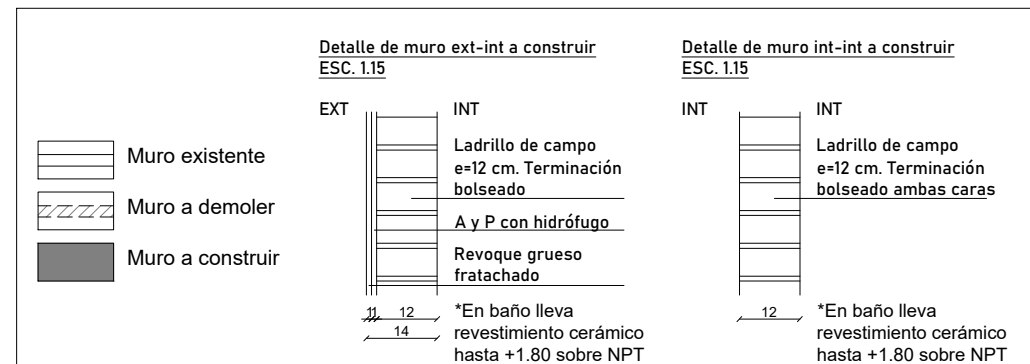 Muro existente
Muro a demoler
Muro a construir
Detalle de muro ext-int a construir
ESC. 1.15
EXT
INT
Ladrillo de campo
e=12 cm. Terminación
bolseado
A y P con hidrófugo
Revoque grueso
fratachado
1 1 12
14
*En baño lleva
revestimiento cerámico
hasta +1.80 sobre NPT
Detalle de muro int-int a construir
ESC. 1.15
INT
INT
Ladrillo de campo
e=12 cm. Terminación
bolseado ambas caras
12
*En baño lleva
revestimiento cerámico
hasta +1.80 sobre NPT